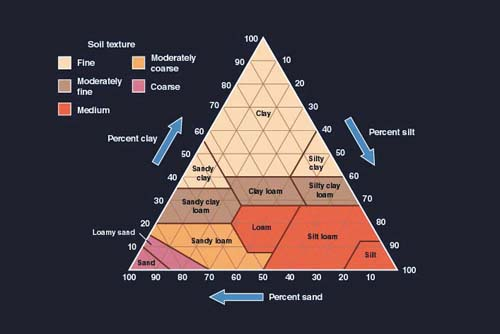 Soil texture
Fine
Moderately
coarse
Moderately
fine
Coarse
Medium
Percent clay
Percent silt
Percent sand
100
90
80
70
60
50
40
30
20
10
10
20
30
40
50
60
70
80
90
100
100
90
80
70
60
50
40
30
20
10
Clay
Sandy
clay
Silty
clay
Clay loam
Silty clay
loam
Sandy clay
loam
Loam
Silt loam
Sandy loam
Loamy sand
Sand
Silt